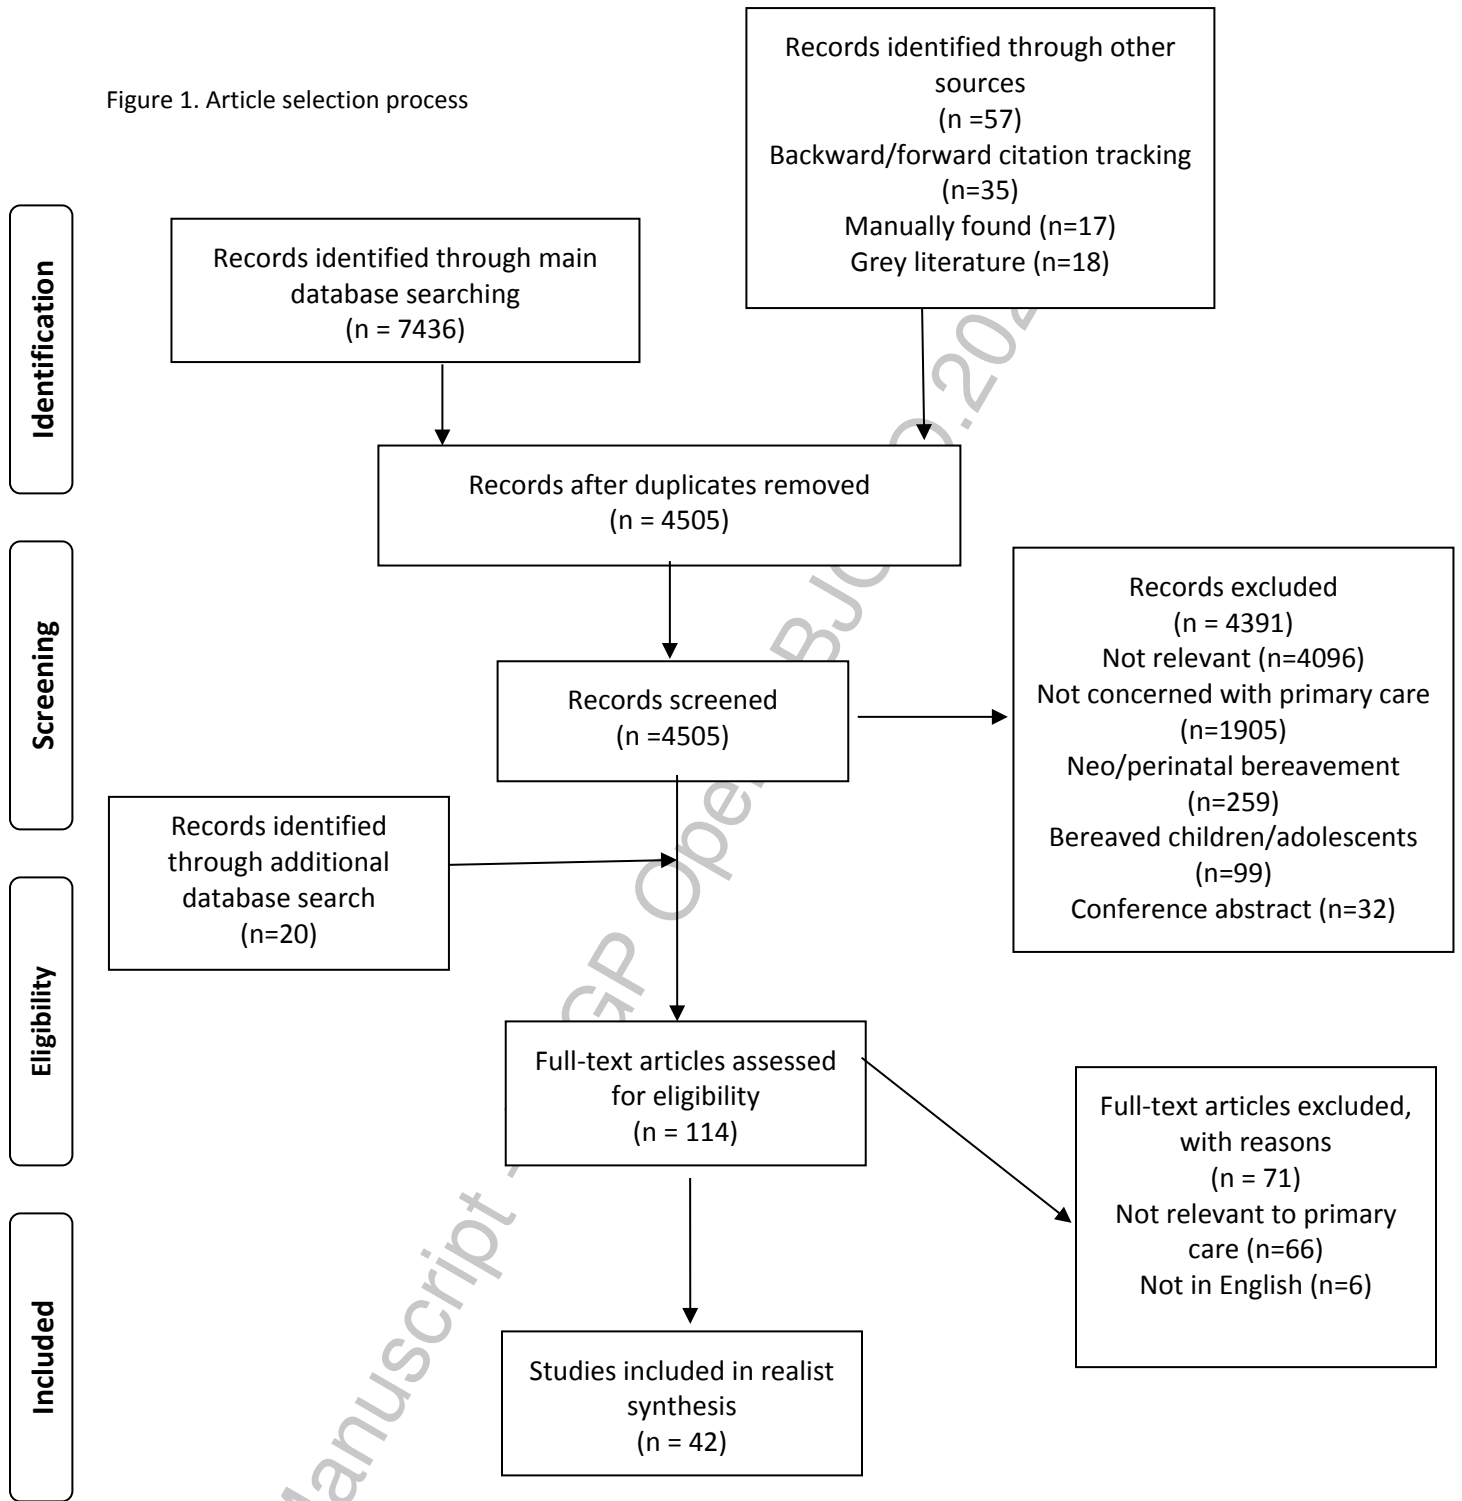 Figure 1. Article selection process
Records identified through other
sources
(n =57)
Backward/forward citation tracking
(n=35)
Manually found (n=17)
Grey literature (n=18)
Identification
Records identified through main
database searching
(n = 7436)
Records after duplicates removed
(n = 4505)
Screening
Records screened
(n =4505)
Records excluded
(n = 4391)
Not relevant (n=4096)
Not concerned with primary care
(n=1905)
Neo/perinatal bereavement
(n=259)
Bereaved children/adolescents
(n=99)
Conference abstract (n=32)
Records identified
through additional
database search
(n=20)
Eligibility
Full-text articles assessed
for eligibility
(n = 114)
Full-text articles excluded,
with reasons
(n = 71)
Not relevant to primary
care (n=66)
Not in English (n=6)
Included
Studies included in realist
synthesis
(n = 42)